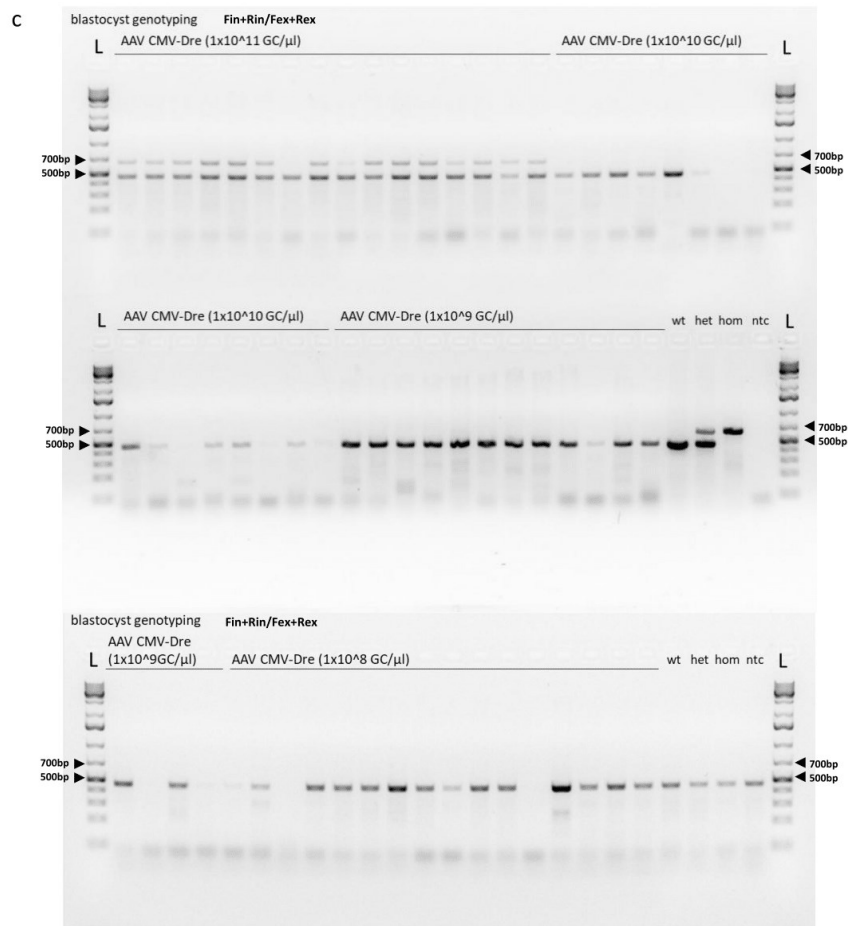 c
blastocyst genotyping Fin+Rin/Fex+Rex
L AAV CMV-Dre (1x10^11 GC/µl) AAV CMV-Dre (1x10^10 GC/µl) L
700bp 700bp
500bp 500bp
L AAV CMV-Dre (1x10^10 GC/µl) AAV CMV-Dre (1x10^9 GC/µl) wt het hom ntc L
700bp 700bp
500bp 500bp
blastocyst genotyping Fin+Rin/Fex+Rex
AAV CMV-Dre
L (1x10^9GC/µl) AAV CMV-Dre (1x10^8 GC/µl) wt het hom ntc L
700bp 700bp
500bp 500bp